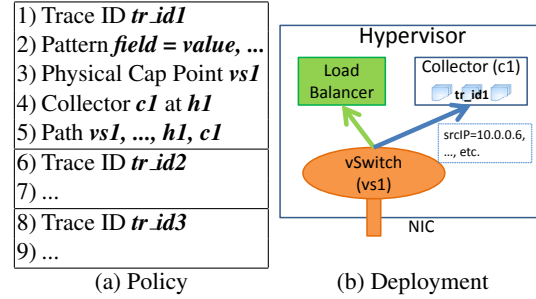 1) Trace ID tr_id1
2) Pattern field = value, ...
3) Physical Cap Point vs1
4) Collector c1 at h1
5) Path vs1, ..., h1, c1
6) Trace ID tr_id2
7) ...
8) Trace ID tr_id3
9) ...
(a) Policy
Hypervisor
Load
Balancer
Collector (c1)
tr_id1
srcIP=10.0.0.6,
..., etc.
vSwitch
(vs1)
NIC
(b) Deployment